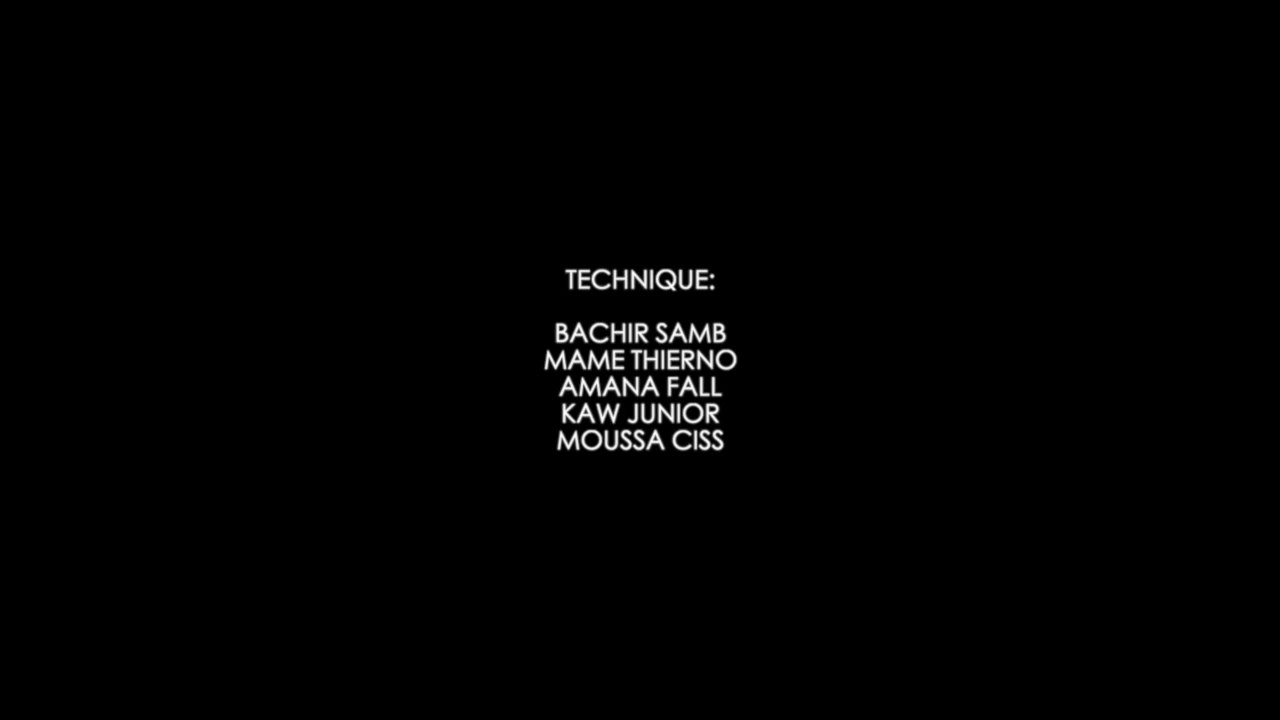 TECHNIQUE:
BACHIR SAMB
MAME THIERNO
AMANA FALL
KAW JUNIOR
MOUSSA CISS